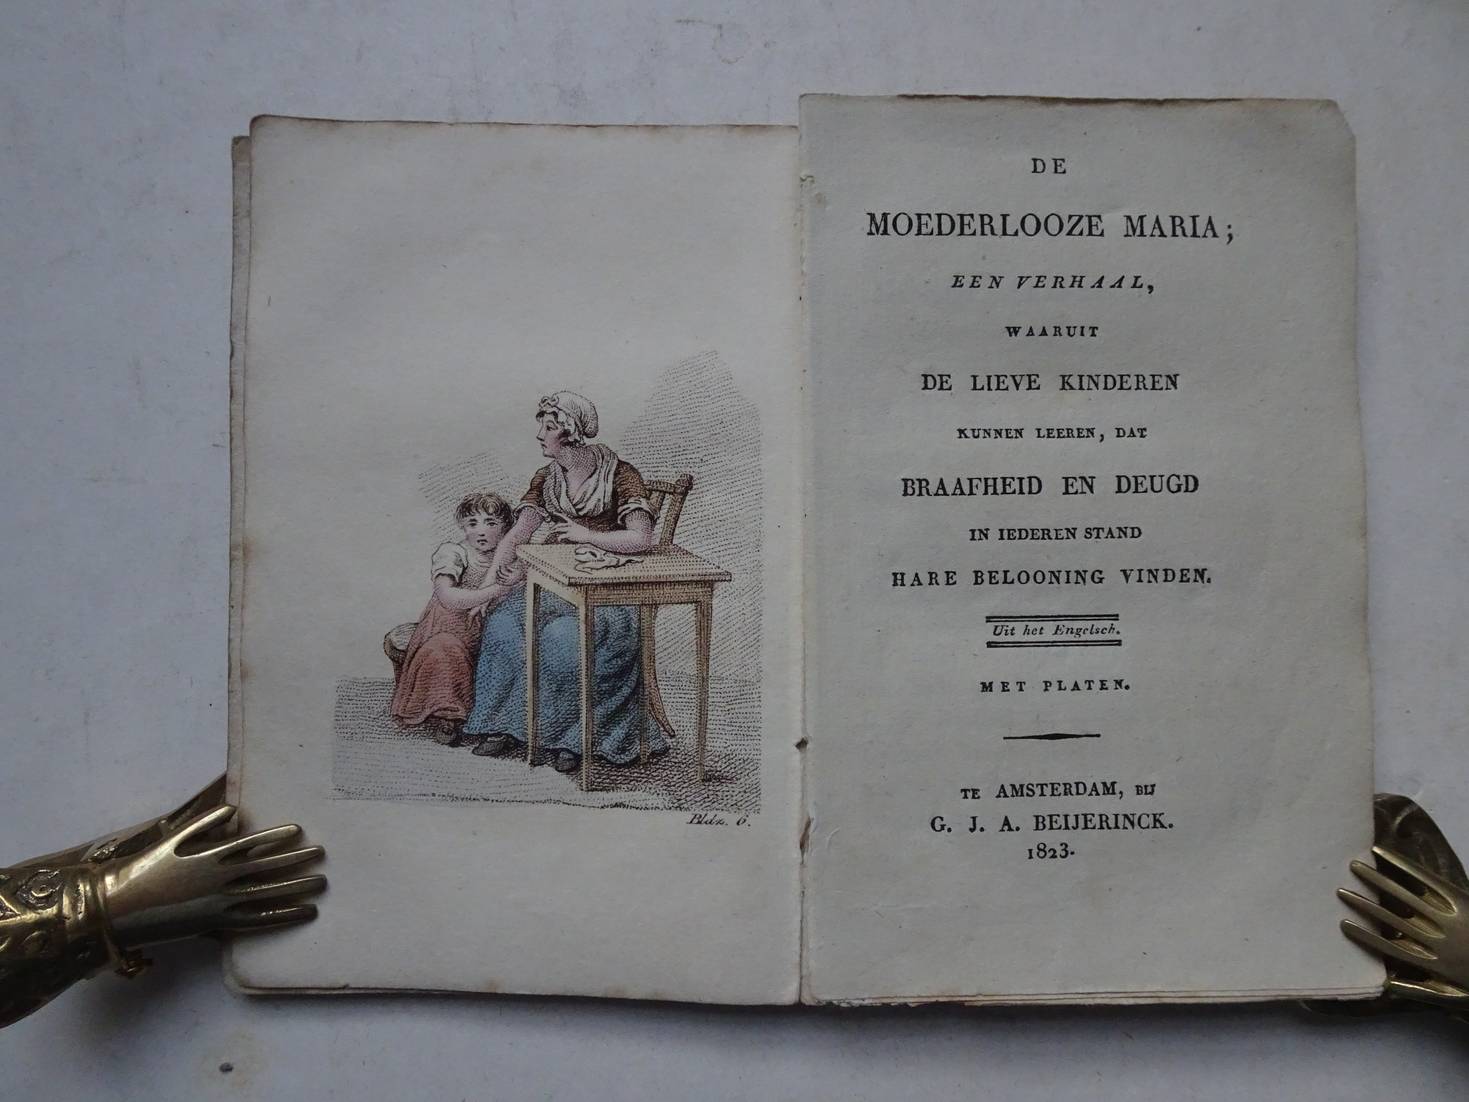 Bldz. 6.
DE
MOEDERLOOZE MARIA;
EEN VERHAAL,
WAARUIT
DE LIEVE KINDEREN
KUNNEN LEEREN, DAT
BRAAFHEID EN DEUGD
IN IEDEREN STAND
HARE BELOONING VINDEN.
Uit het Engelsch.
MET PLATEN.
TE AMSTERDAM, BIJ
G. J. A. BEIJERINCK.
1823.